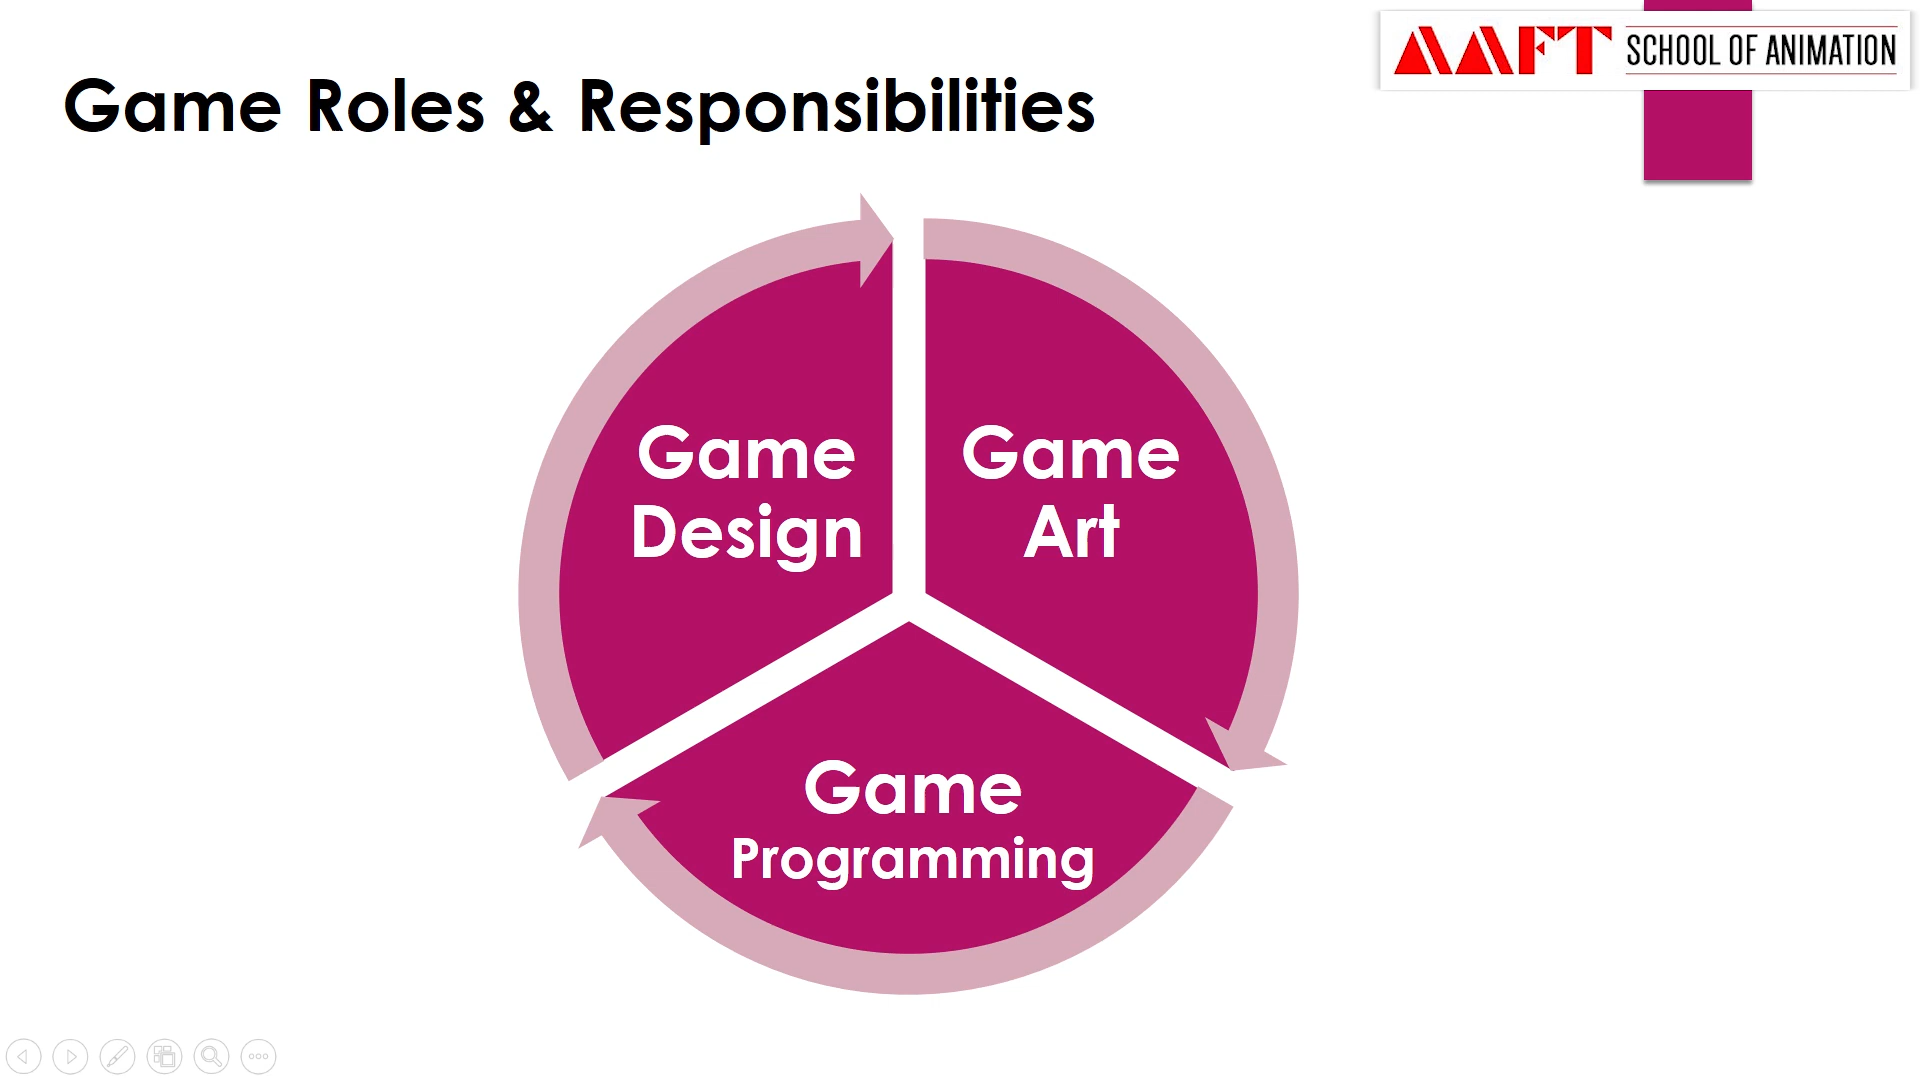 AAFT SCHOOL OF ANIMATION
Game Roles & Responsibilities
Game
Design
Game
Art
Game
Programming